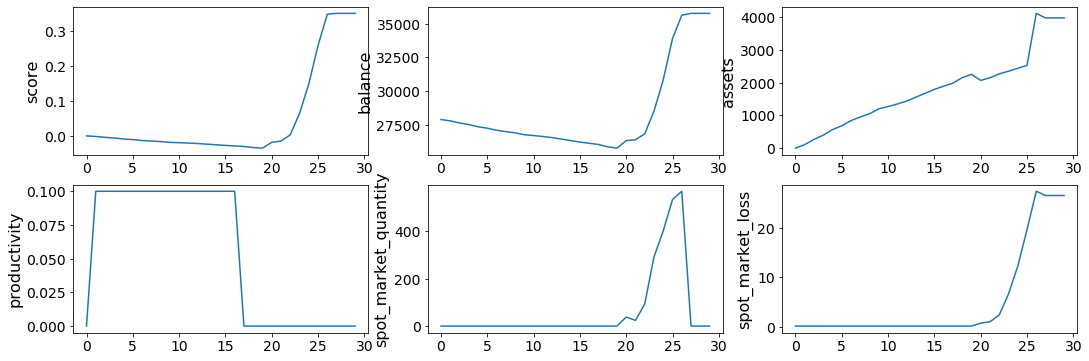 score
0.3
0.2
0.1
0.0
0 5 10 15 20 25 30
balance
35000
32500
30000
27500
0 5 10 15 20 25 30
assets
4000
3000
2000
1000
0
0 5 10 15 20 25 30
productivity
0.100
0.075
0.050
0.025
0.000
0 5 10 15 20 25 30
spot_market_quantity
400
200
0
0 5 10 15 20 25 30
spot_market_loss
20
10
0
0 5 10 15 20 25 30